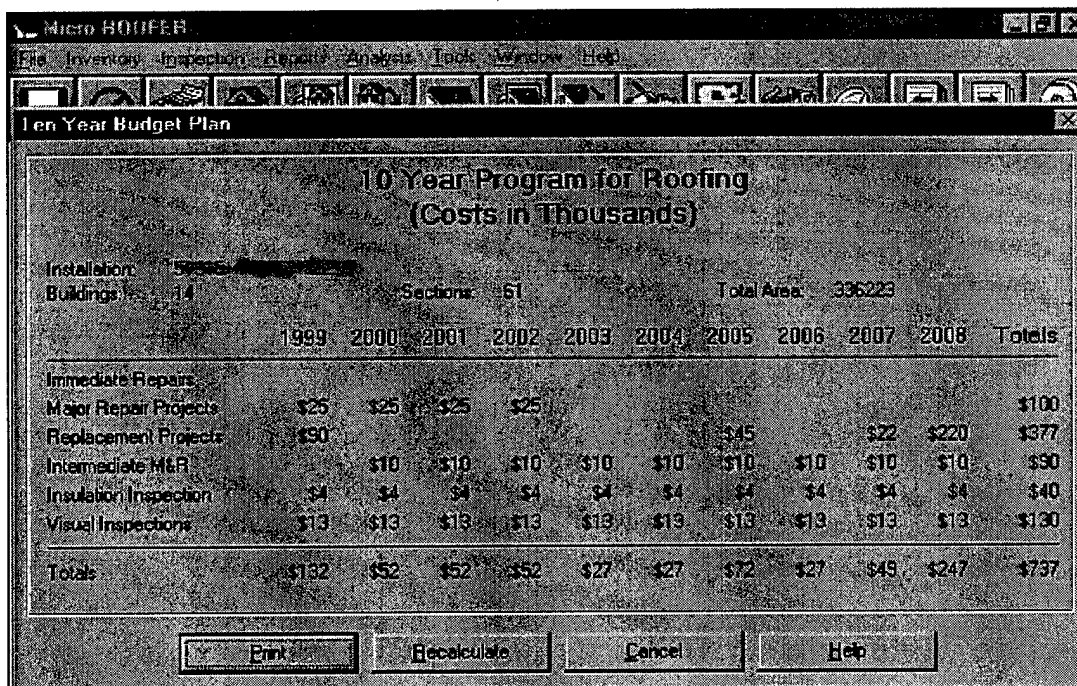 Micro ROOFER
File Inventory Inspection Reports Analysis Tools Window Help
Ten Year Budget Plan
10 Year Program for Roofing
(Costs in Thousands)
Installation:
Buildings: 14 Sections: 61 Total Area: 336223
1999 2000 2001 2002 2003 2004 2005 2006 2007 2008 Totals
Immediate Repairs
Major Repair Projects $25 $25 $25 $25 $100
Replacement Projects $90 $45 $22 $220 $377
Intermediate M&R $10 $10 $10 $10 $10 $10 $10 $10 $10 $90
Insulation Inspection $4 $4 $4 $4 $4 $4 $4 $4 $4 $4 $40
Visual Inspections $13 $13 $13 $13 $13 $13 $13 $13 $13 $13 $130
Totals $132 $52 $52 $52 $27 $27 $72 $27 $49 $247 $737
Print Recalculate Cancel Help